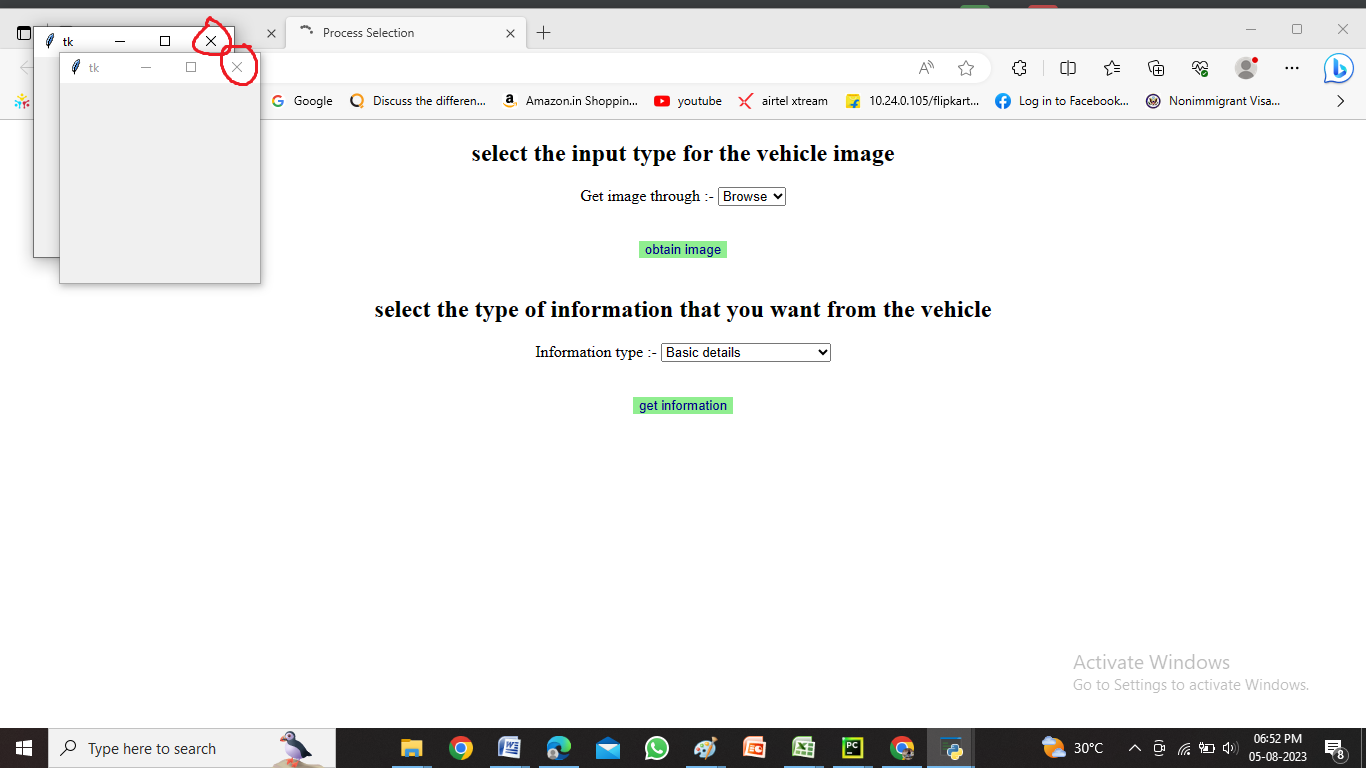 tk
Process Selection
tk
Google
Discuss the differen...
Amazon.in Shoppin...
youtube
airtel xtream
10.24.0.105/flipkart...
Log in to Facebook...
Nonimmigrant Visa...
select the input type for the vehicle image
Get image through :- Browse
obtain image
select the type of information that you want from the vehicle
Information type :- Basic details
get information
Activate Windows
Go to Settings to activate Windows.
Type here to search
30°C
06:52 PM
05-08-2023
8